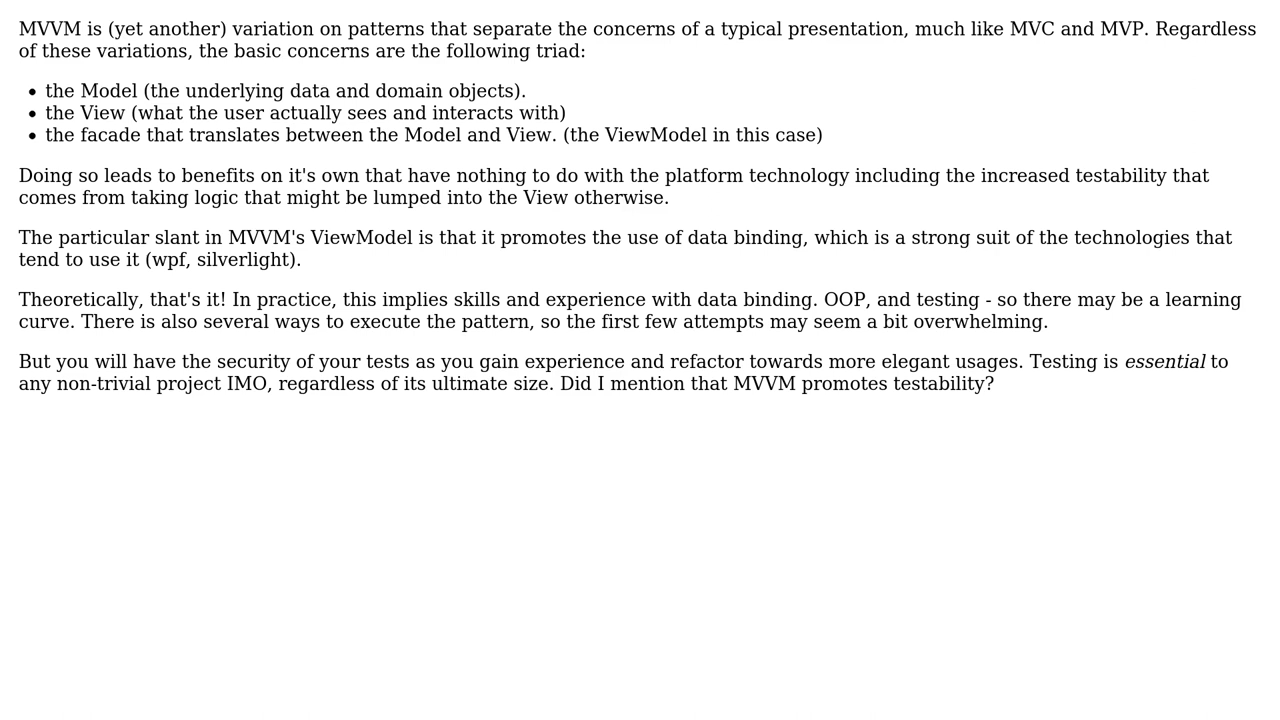 MVVM is (yet another) variation on patterns that separate the concerns of a typical presentation, much like MVC and MVP. Regardless
of these variations, the basic concerns are the following triad:
• the Model (the underlying data and domain objects).
• the View (what the user actually sees and interacts with)
• the facade that translates between the Model and View. (the ViewModel in this case)
Doing so leads to benefits on it's own that have nothing to do with the platform technology including the increased testability that
comes from taking logic that might be lumped into the View otherwise.
The particular slant in MVVM's ViewModel is that it promotes the use of data binding, which is a strong suit of the technologies that
tend to use it (wpf, silverlight).
Theoretically, that's it! In practice, this implies skills and experience with data binding. OOP, and testing - so there may be a learning
curve. There is also several ways to execute the pattern, so the first few attempts may seem a bit overwhelming.
But you will have the security of your tests as you gain experience and refactor towards more elegant usages. Testing is essential to
any non-trivial project IMO, regardless of its ultimate size. Did I mention that MVVM promotes testability?